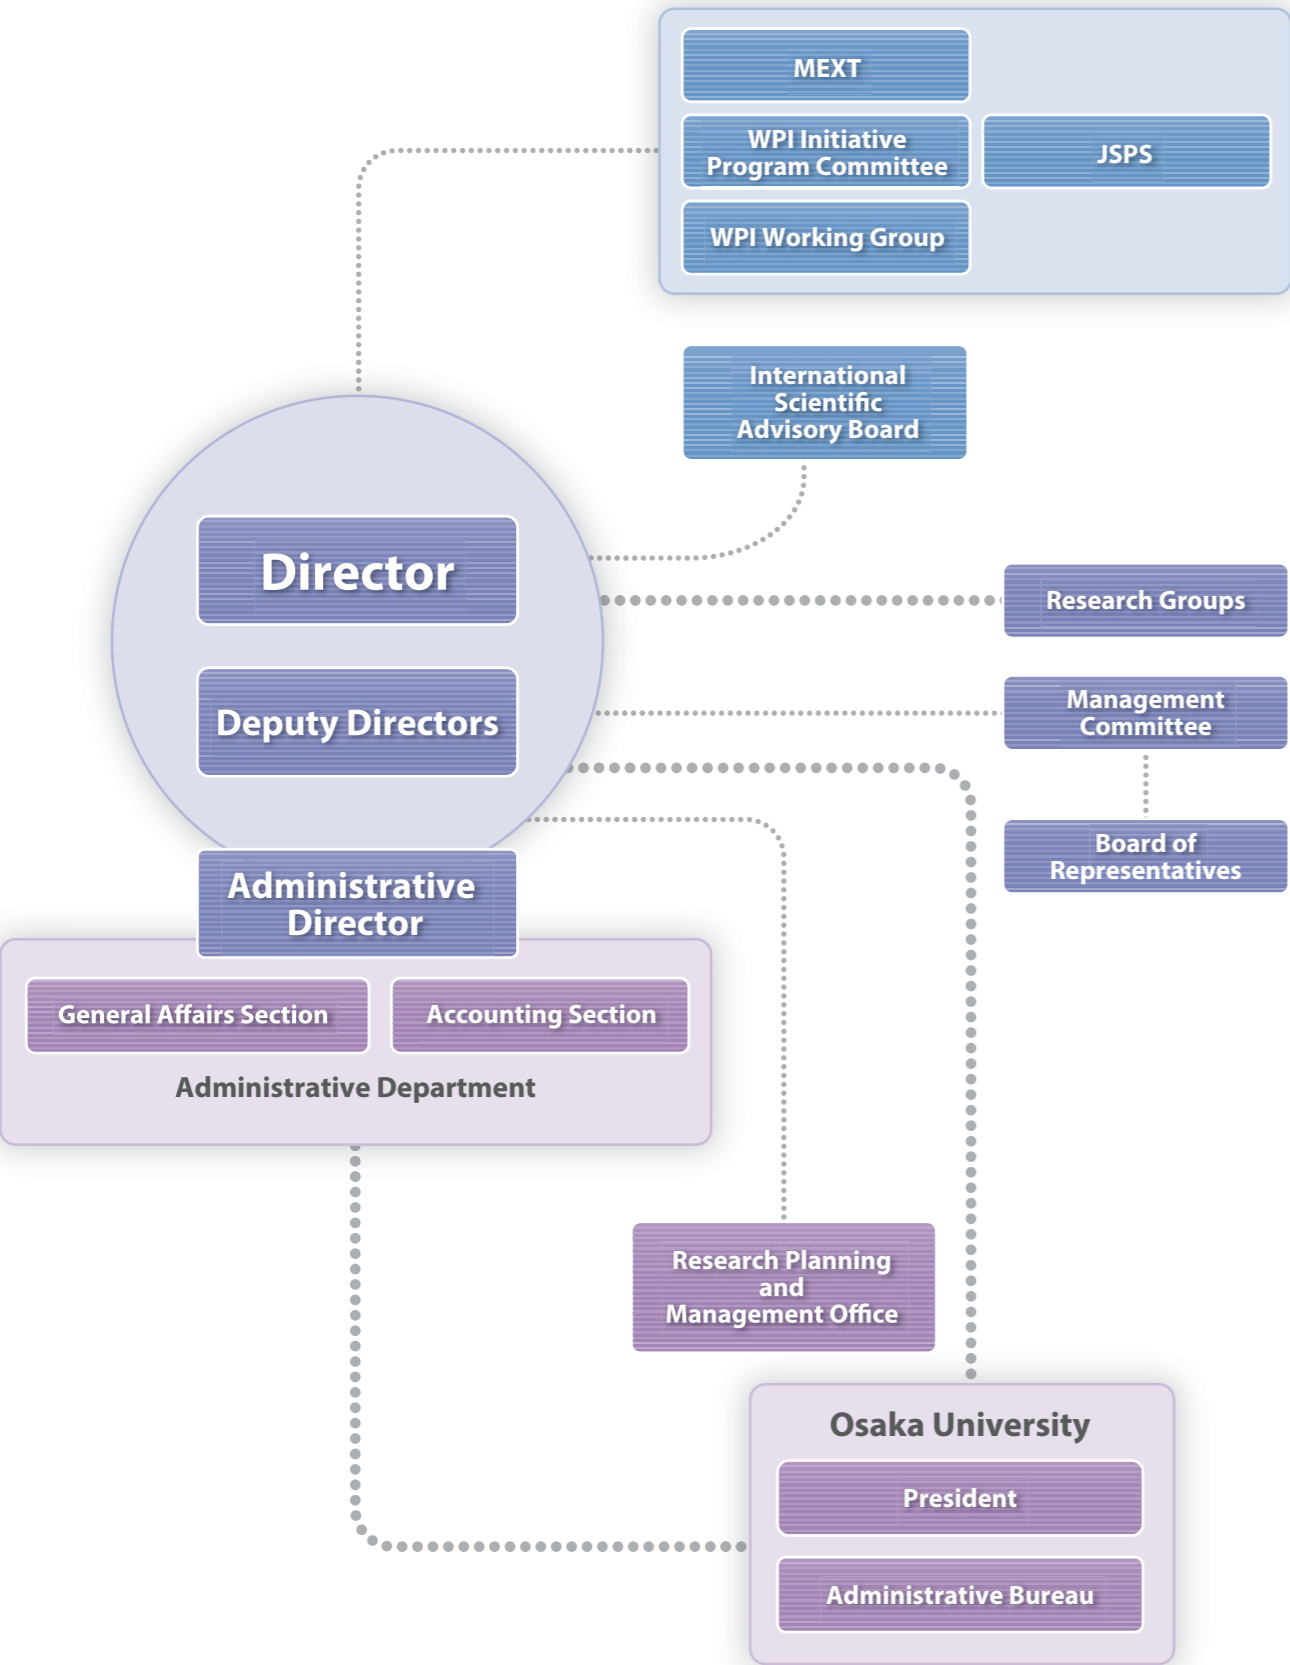 MEXT
WPI Initiative
Program Committee
JSPS
WPI Working Group
International
Scientific
Advisory Board
Director
Research Groups
Deputy Directors
Management
Committee
Board of
Representatives
Administrative
Director
General Affairs Section
Accounting Section
Administrative Department
Research Planning
and
Management Office
Osaka University
President
Administrative Bureau